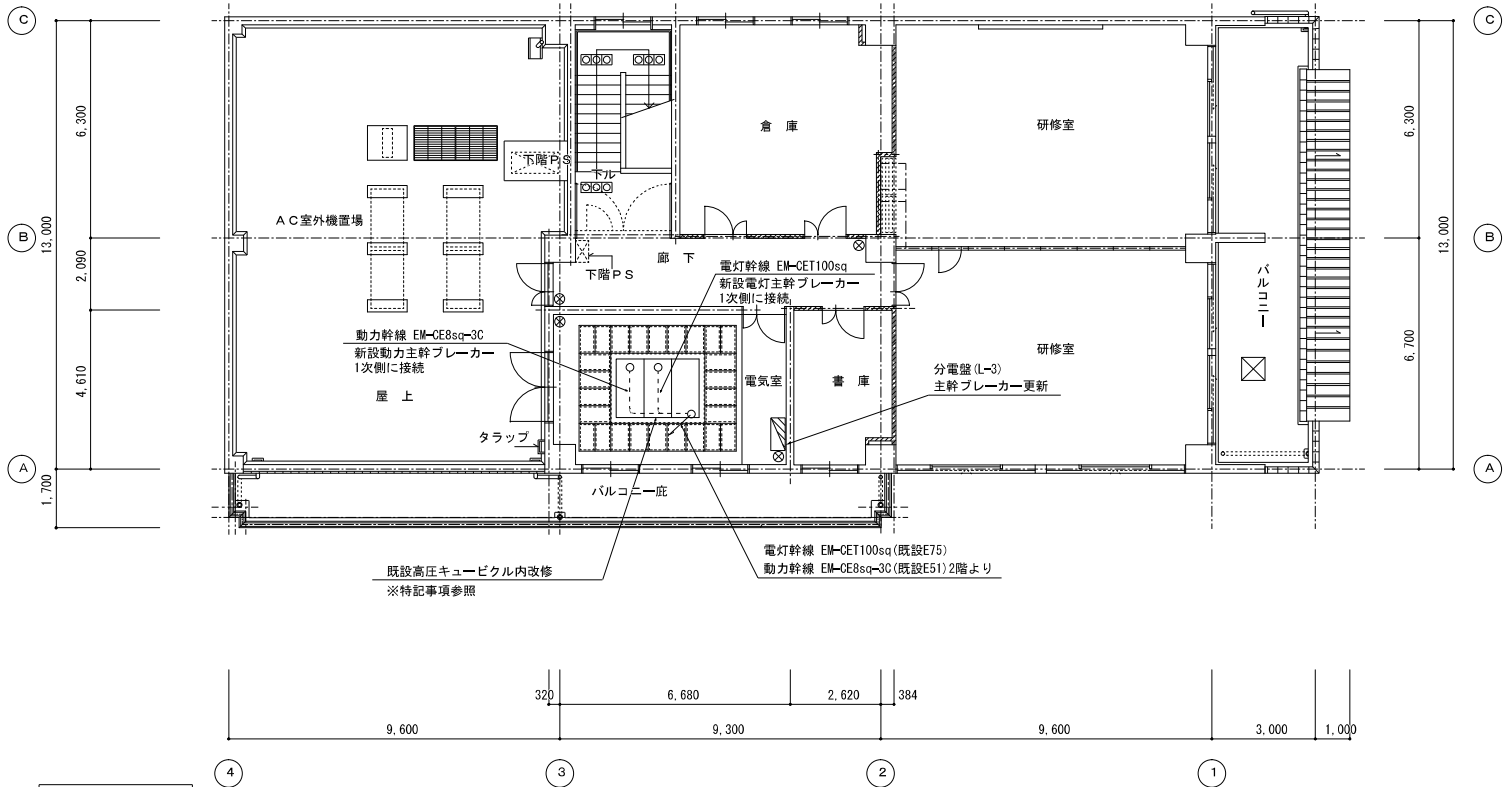 C
C
6,300
6,300
倉 庫
研修室
下階PS
下ル
AC室外機置場
B
B
13,000
13,000
2,090
廊 下
下階PS
電灯幹線 EM-CET100sq
新設電灯主幹ブレーカー
1次側に接続
バルコニー
動力幹線 EM-CE8sq-3C
新設動力主幹ブレーカー
1次側に接続
4,610
6,700
屋 上
電気室
書 庫
研修室
分電盤(L-3)
主幹ブレーカー更新
タラップ
A
A
1,700
バルコニー庇
電灯幹線 EM-CET100sq(既設E75)
動力幹線 EM-CE8sq-3C(既設E51)2階より
既設高圧キュービクル内改修
※特記事項参照
320
6,680
2,620
384
9,600
9,300
9,600
3,000
1,000
4
3
2
1